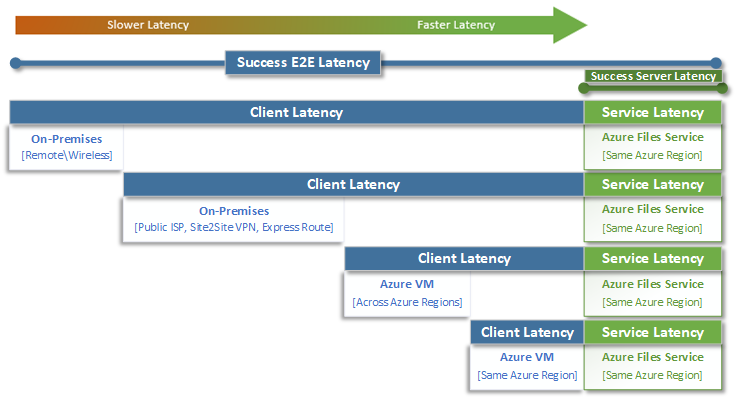 Slower Latency Faster Latency
Success E2E Latency
Success Server Latency
Client Latency Service Latency
On-Premises Azure Files Service
[Remote\Wireless] [Same Azure Region]
Client Latency Service Latency
On-Premises Azure Files Service
[Public ISP, Site2Site VPN, Express Route] [Same Azure Region]
Client Latency Service Latency
Azure VM Azure Files Service
[Across Azure Regions] [Same Azure Region]
Client Latency Service Latency
Azure VM Azure Files Service
[Same Azure Region] [Same Azure Region]